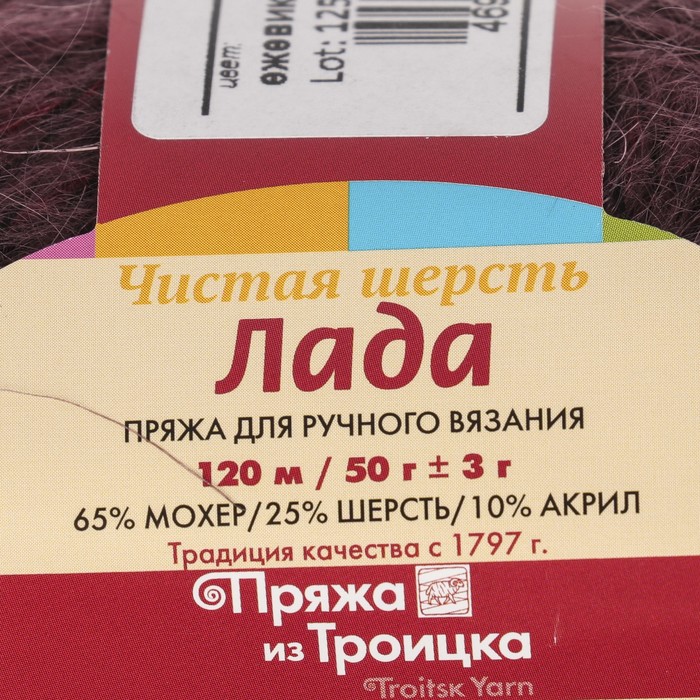 цвет:
Lot: 125
469
Чистая шерсть
Лада
ПРЯЖА ДЛЯ РУЧНОГО ВЯЗАНИЯ
120 м / 50 г ± 3 г
65% МОХЕР/25% ШЕРСТЬ/10% АКРИЛ
Традиция качества с 1797 г.
Пряжа
из Троицка
Troitsk Yarn